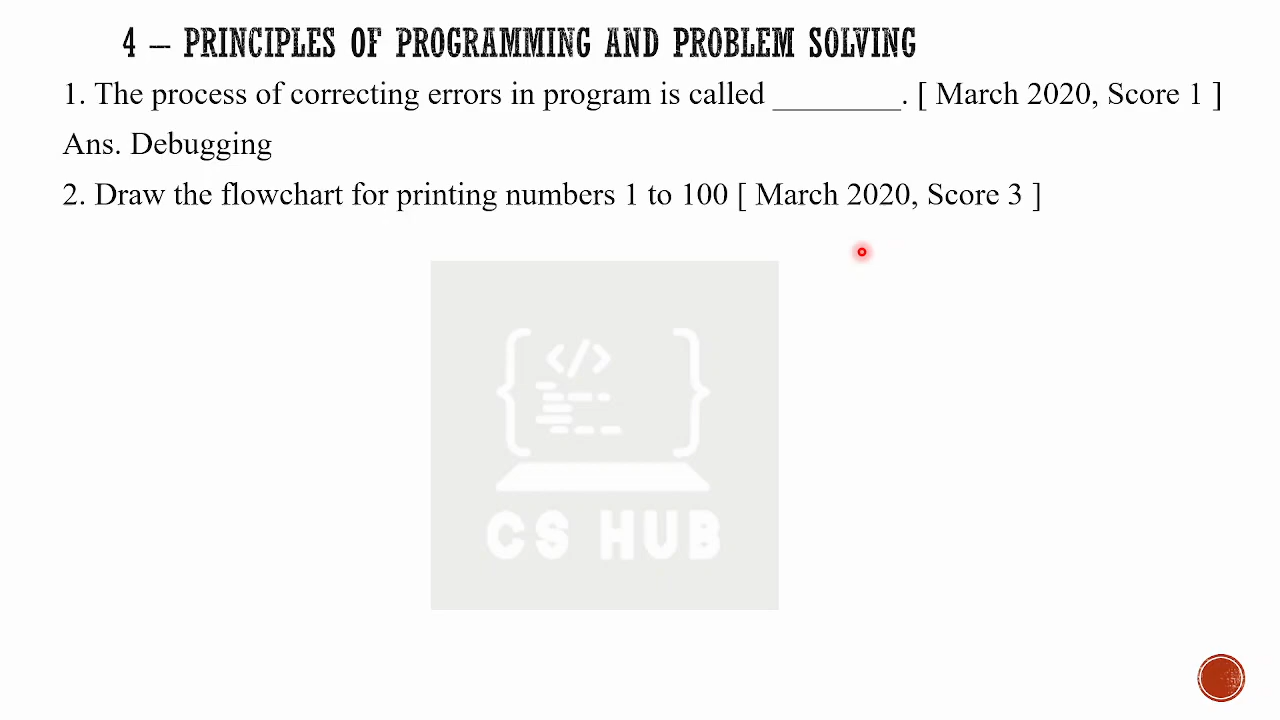 4 – PRINCIPLES OF PROGRAMMING AND PROBLEM SOLVING
1. The process of correcting errors in program is called ________. [ March 2020, Score 1 ]
Ans. Debugging
2. Draw the flowchart for printing numbers 1 to 100 [ March 2020, Score 3 ]
{ </> }
CS HUB